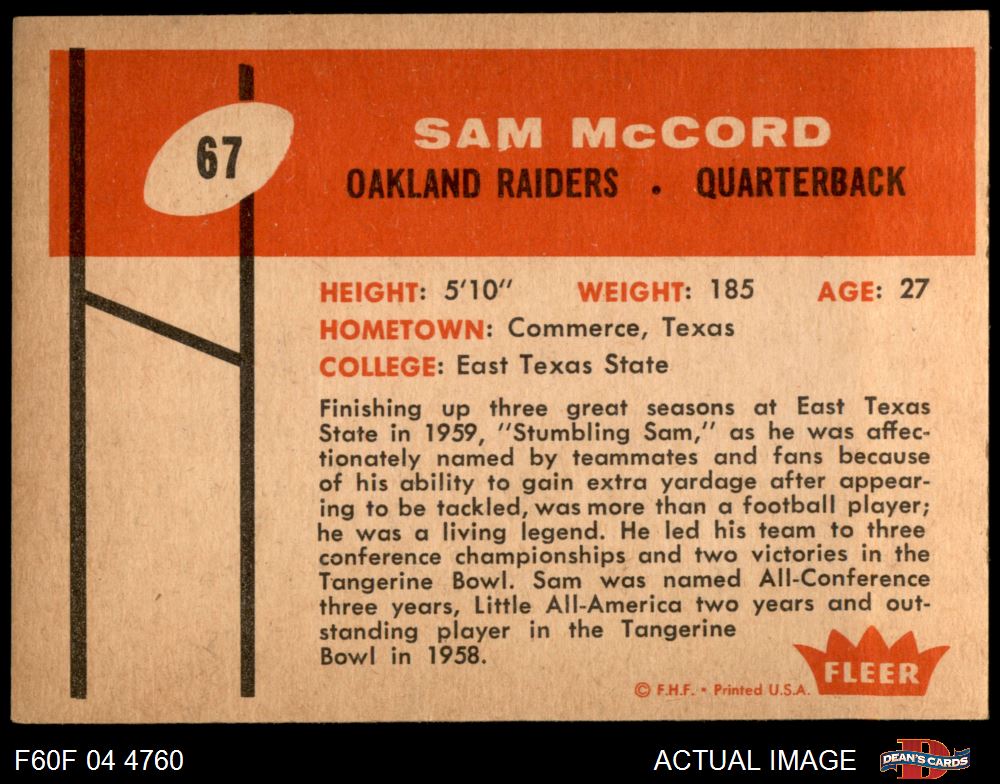 67
SAM McCORD
OAKLAND RAIDERS • QUARTERBACK
HEIGHT: 5'10" WEIGHT: 185 AGE: 27
HOMETOWN: Commerce, Texas
COLLEGE: East Texas State
Finishing up three great seasons at East Texas
State in 1959, "Stumbling Sam," as he was affec-
tionately named by teammates and fans because
of his ability to gain extra yardage after appear-
ing to be tackled, was more than a football player;
he was a living legend. He led his team to three
conference championships and two victories in the
Tangerine Bowl. Sam was named All-Conference
three years, Little All-America two years and out-
standing player in the Tangerine
Bowl in 1958.
FLEER
© F.H.F. • Printed U.S.A.
F60F 04 4760
ACTUAL IMAGE
D
DEAN'S CARDS